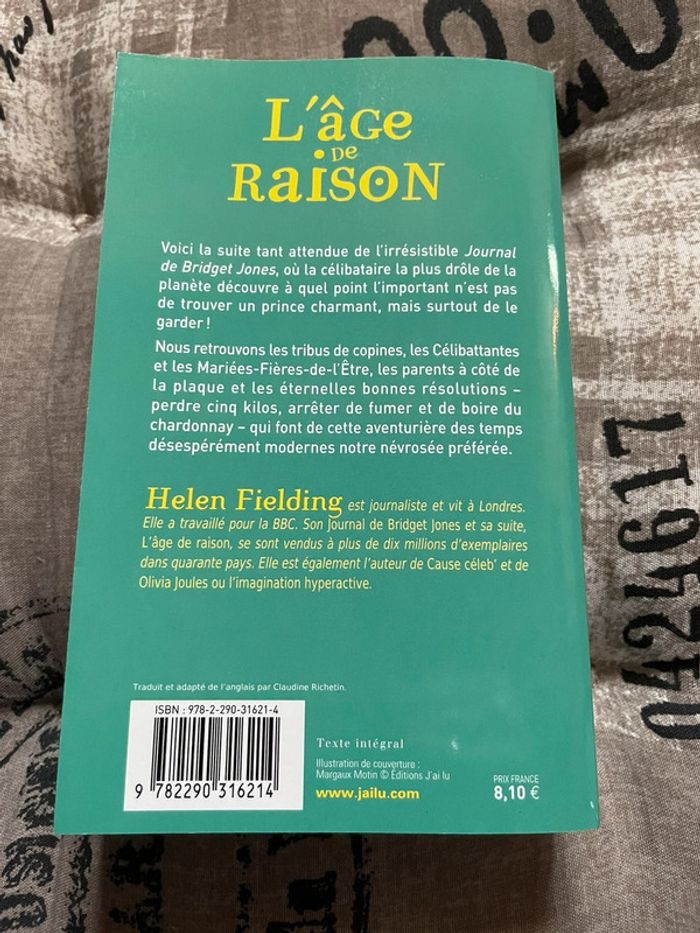 L'âGe
De
RaiSON
Voici la suite tant attendue de l'irrésistible Journal
de Bridget Jones, où la célibataire la plus drôle de la
planète découvre à quel point l'important n'est pas
de trouver un prince charmant, mais surtout de le
garder !
Nous retrouvons les tribus de copines, les Célibattantes
et les Mariées-Fières-de-l'Être, les parents à côté de
la plaque et les éternelles bonnes résolutions –
perdre cinq kilos, arrêter de fumer et de boire du
chardonnay – qui font de cette aventurière des temps
désespérément modernes notre névrosée préférée.
Helen Fielding est journaliste et vit à Londres.
Elle a travaillé pour la BBC. Son Journal de Bridget Jones et sa suite,
L'âge de raison, se sont vendus à plus de dix millions d'exemplaires
dans quarante pays. Elle est également l'auteur de Cause céleb' et de
Olivia Joules ou l'imagination hyperactive.
Traduit et adapté de l'anglais par Claudine Richetin.
ISBN : 978-2-290-31621-4
9 782290 316214
Texte intégral
Illustration de couverture :
Margaux Motin © Éditions J'ai lu
www.jailu.com
PRIX FRANCE
8,10 €
0424617